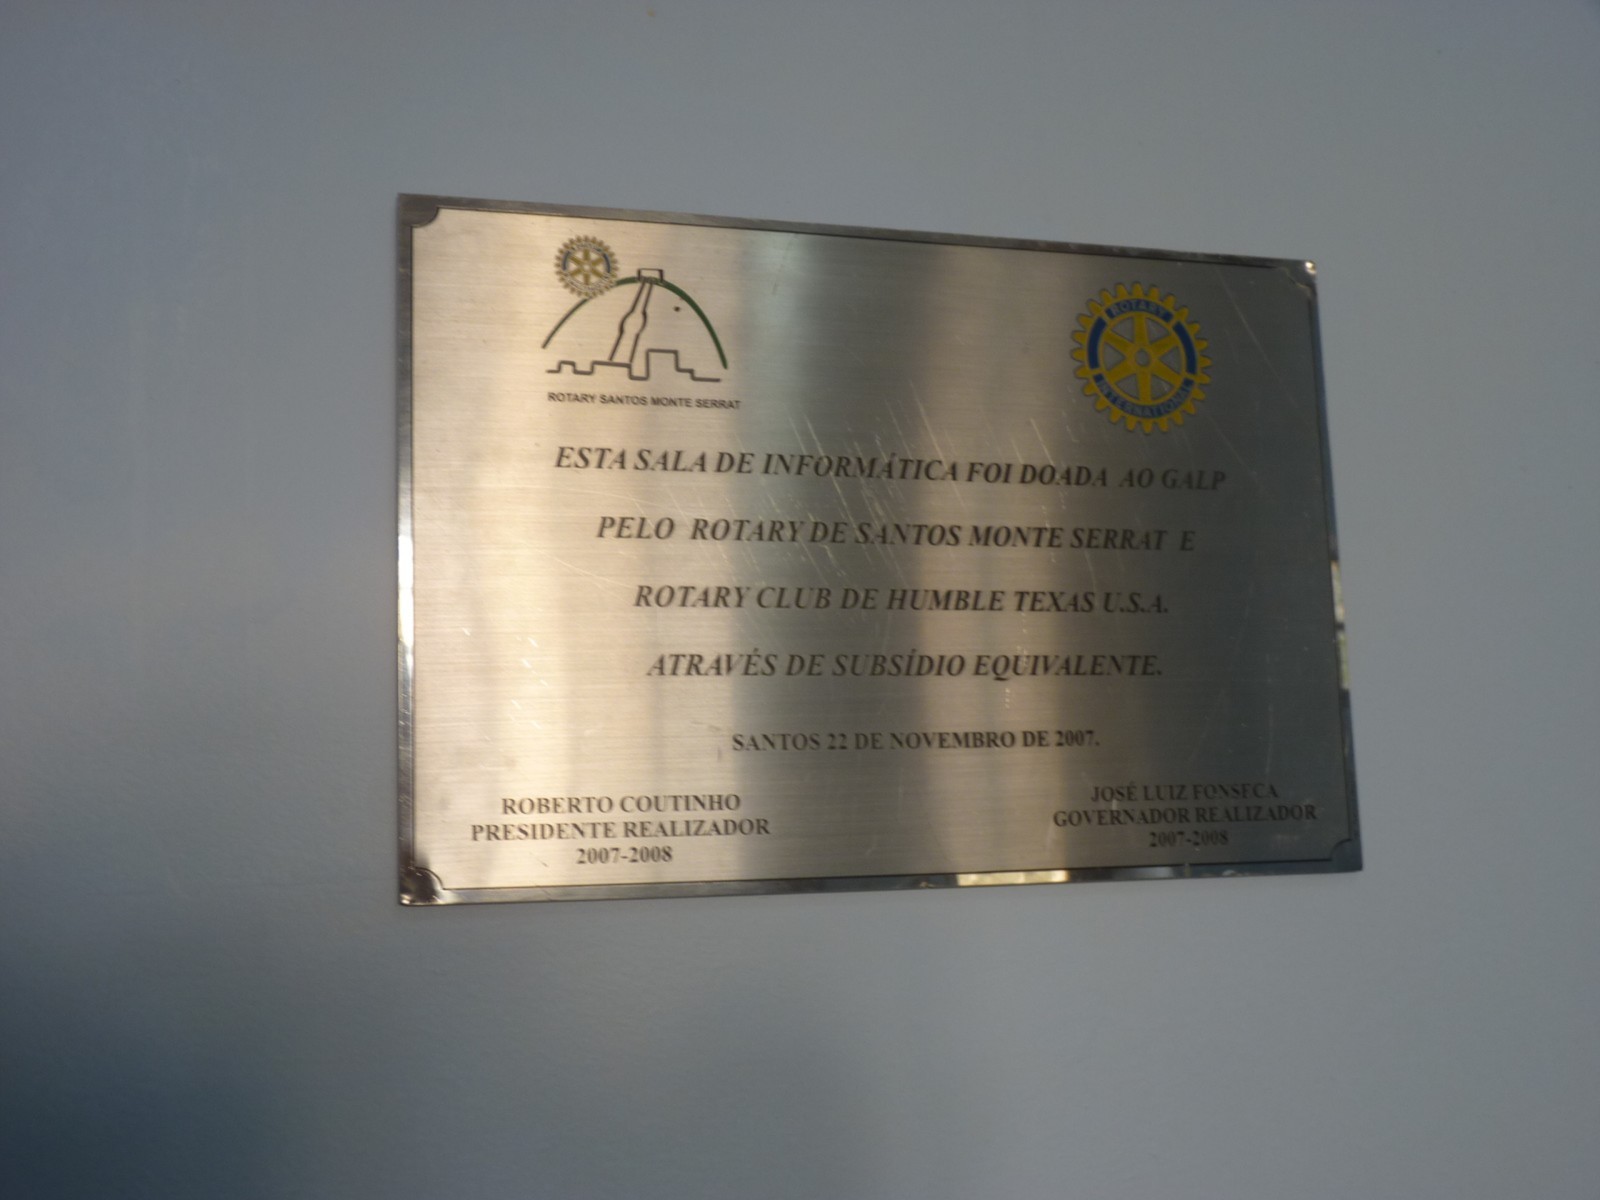 ROTARY SANTOS MONTE SERRAT
ROTARY
INTERNATIONAL
ESTA SALA DE INFORMÁTICA FOI DOADA AO GALP
PELO ROTARY DE SANTOS MONTE SERRAT E
ROTARY CLUB DE HUMBLE TEXAS U.S.A.
ATRAVÉS DE SUBSÍDIO EQUIVALENTE.
SANTOS 22 DE NOVEMBRO DE 2007.
ROBERTO COUTINHO
PRESIDENTE REALIZADOR
2007-2008
JOSÉ LUIZ FONSECA
GOVERNADOR REALIZADOR
2007-2008